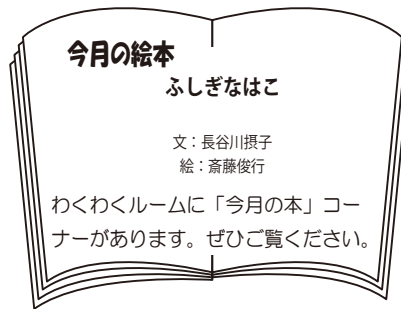 今月の絵本
ふしぎなはこ
文：長谷川摂子
絵：斎藤俊行
わくわくルームに「今月の本」コー
ナーがあります。ぜひご覧ください。